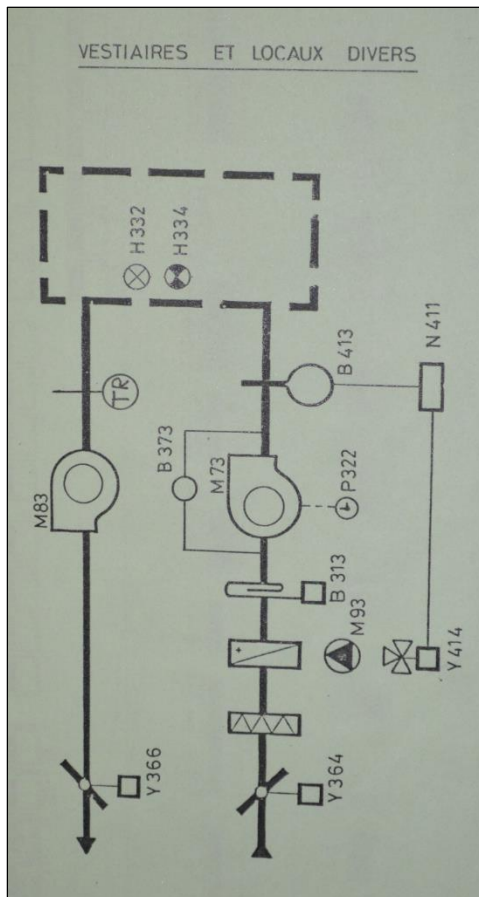 VESTIAIRES ET LOCAUX DIVERS
H332
H334
TR
B413
N411
B373
M73
M83
P322
B313
M93
Y414
Y366
Y364